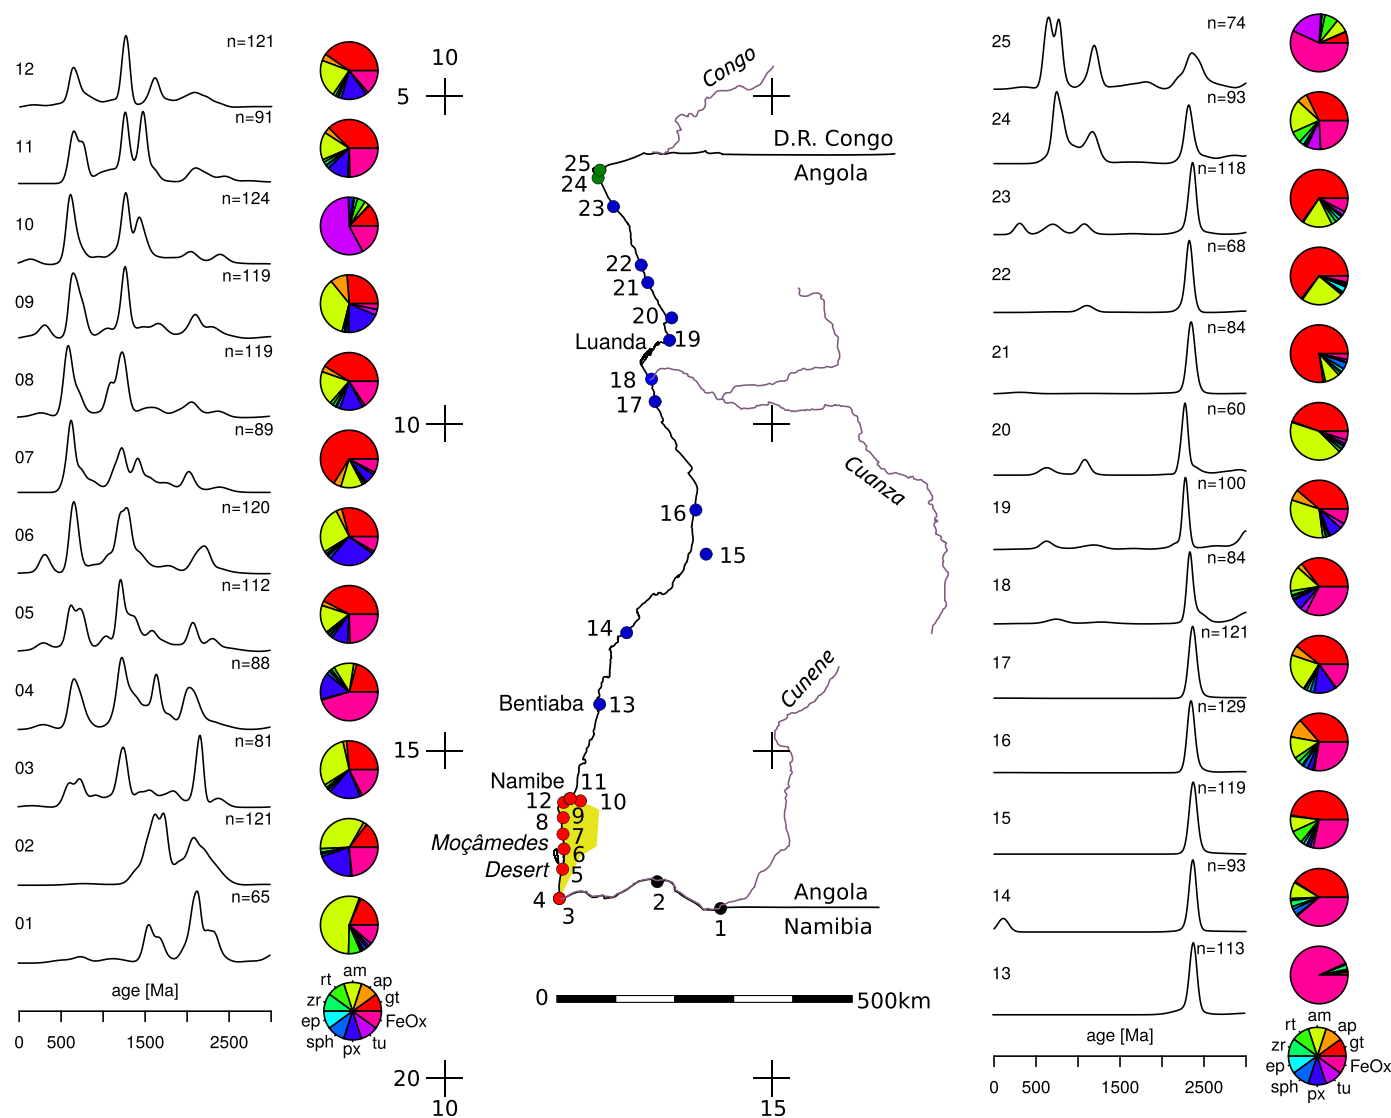 n=121
12
n=91
11
n=124
10
n=119
09
n=119
08
n=89
07
n=120
06
n=112
05
n=88
04
n=81
03
n=121
02
n=65
01
age [Ma]
0 500 1500 2500
am
rt ap
zr gt
ep FeOx
sph tu
px
10
5
Congo
D.R. Congo
Angola
25
24
23
22
21
20
Luanda 19
18
17
10
Cuanza
16
15
14
Cunene
Bentiaba 13
15
Namibe 11
12 10
8 9
7
Moçâmedes
6
Desert 5
4 3
2
1
Angola
Namibia
0 500km
20
10 15
n=74
25
n=93
24
n=118
23
n=68
22
n=84
21
n=60
20
n=100
19
n=84
18
n=121
17
n=129
16
n=119
15
n=93
14
n=113
13
age [Ma]
0 500 1500 2500
am
rt ap
zr gt
ep FeOx
sph tu
px